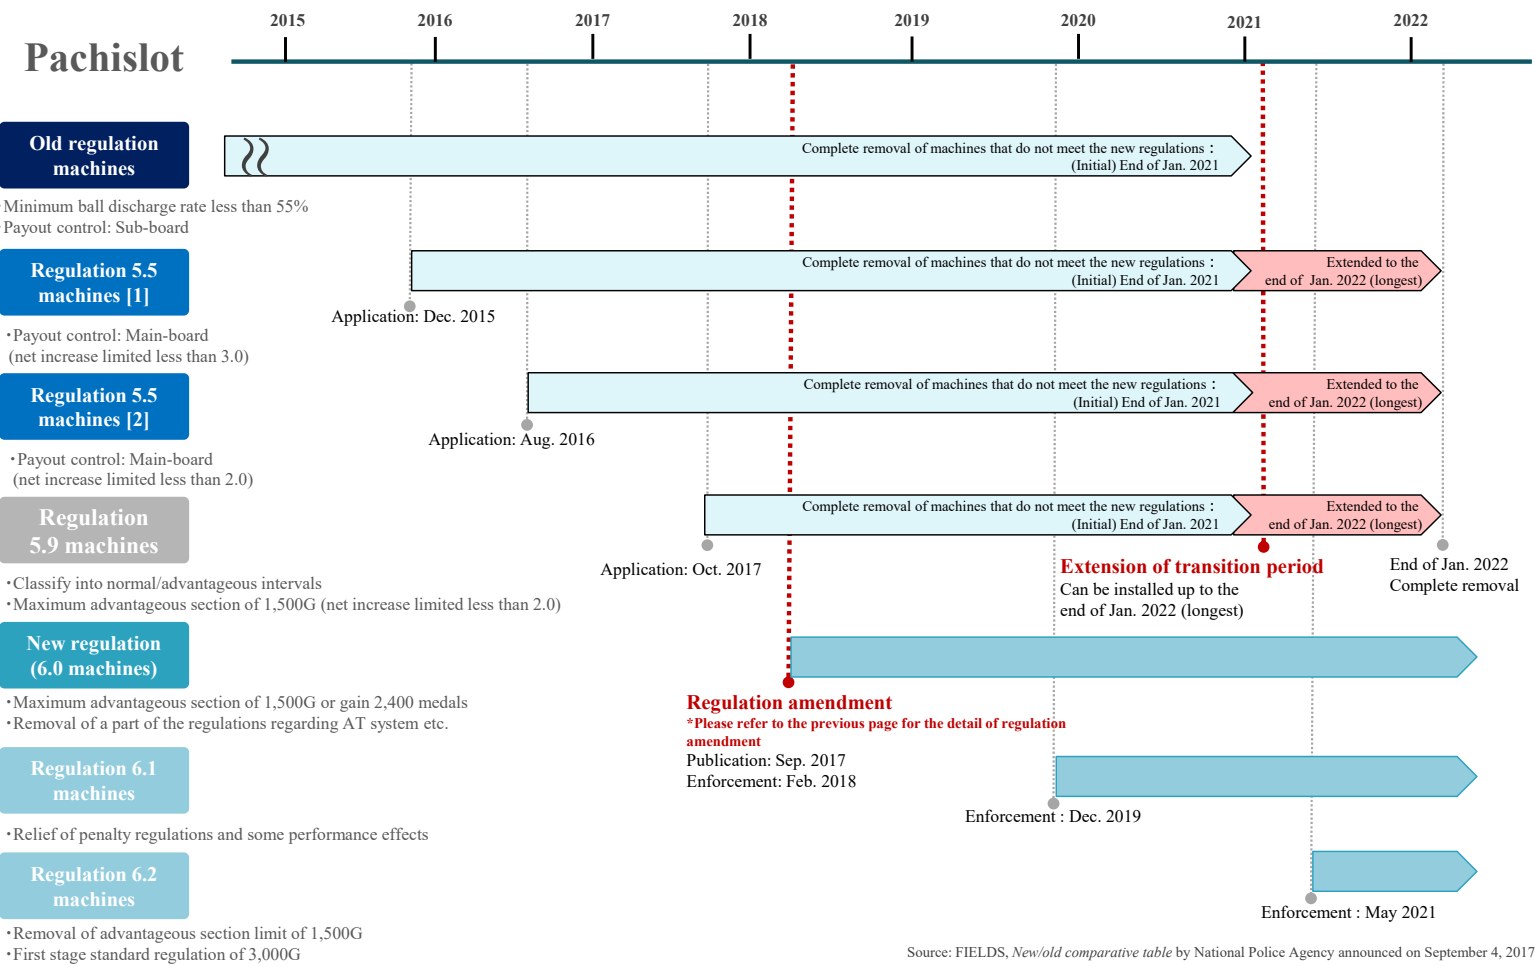 2015 2016 2017 2018 2019 2020 2021 2022
Pachislot
Old regulation
machines
Complete removal of machines that do not meet the new regulations：
(Initial) End of Jan. 2021
・Minimum ball discharge rate less than 55%
・Payout control: Sub-board
Regulation 5.5
machines [1]
Complete removal of machines that do not meet the new regulations：
(Initial) End of Jan. 2021
Extended to the
end of Jan. 2022 (longest)
Application: Dec. 2015
・Payout control: Main-board
(net increase limited less than 3.0)
Regulation 5.5
machines [2]
Complete removal of machines that do not meet the new regulations：
(Initial) End of Jan. 2021
Extended to the
end of Jan. 2022 (longest)
Application: Aug. 2016
・Payout control: Main-board
(net increase limited less than 2.0)
Regulation
5.9 machines
Complete removal of machines that do not meet the new regulations：
(Initial) End of Jan. 2021
Extended to the
end of Jan. 2022 (longest)
Application: Oct. 2017
Extension of transition period
Can be installed up to the
end of Jan. 2022 (longest)
End of Jan. 2022
Complete removal
・Classify into normal/advantageous intervals
・Maximum advantageous section of 1,500G (net increase limited less than 2.0)
New regulation
(6.0 machines)
・Maximum advantageous section of 1,500G or gain 2,400 medals
・Removal of a part of the regulations regarding AT system etc.
Regulation amendment
*Please refer to the previous page for the detail of regulation
amendment
Publication: Sep. 2017
Enforcement: Feb. 2018
Regulation 6.1
machines
Enforcement : Dec. 2019
・Relief of penalty regulations and some performance effects
Regulation 6.2
machines
Enforcement : May 2021
・Removal of advantageous section limit of 1,500G
・First stage standard regulation of 3,000G
Source: FIELDS, New/old comparative table by National Police Agency announced on September 4, 2017